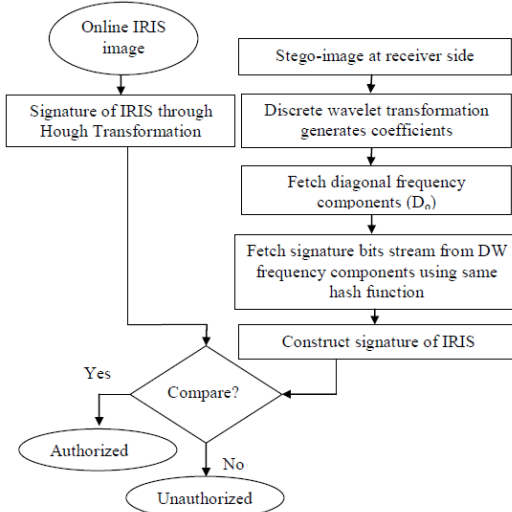 Online IRIS
image
Signature of IRIS through
Hough Transformation
Stego-image at receiver side
Discrete wavelet transformation
generates coefficients
Fetch diagonal frequency
components (Dₙ)
Fetch signature bits stream from DW
frequency components using same
hash function
Construct signature of IRIS
Compare?
Yes
Authorized
No
Unauthorized